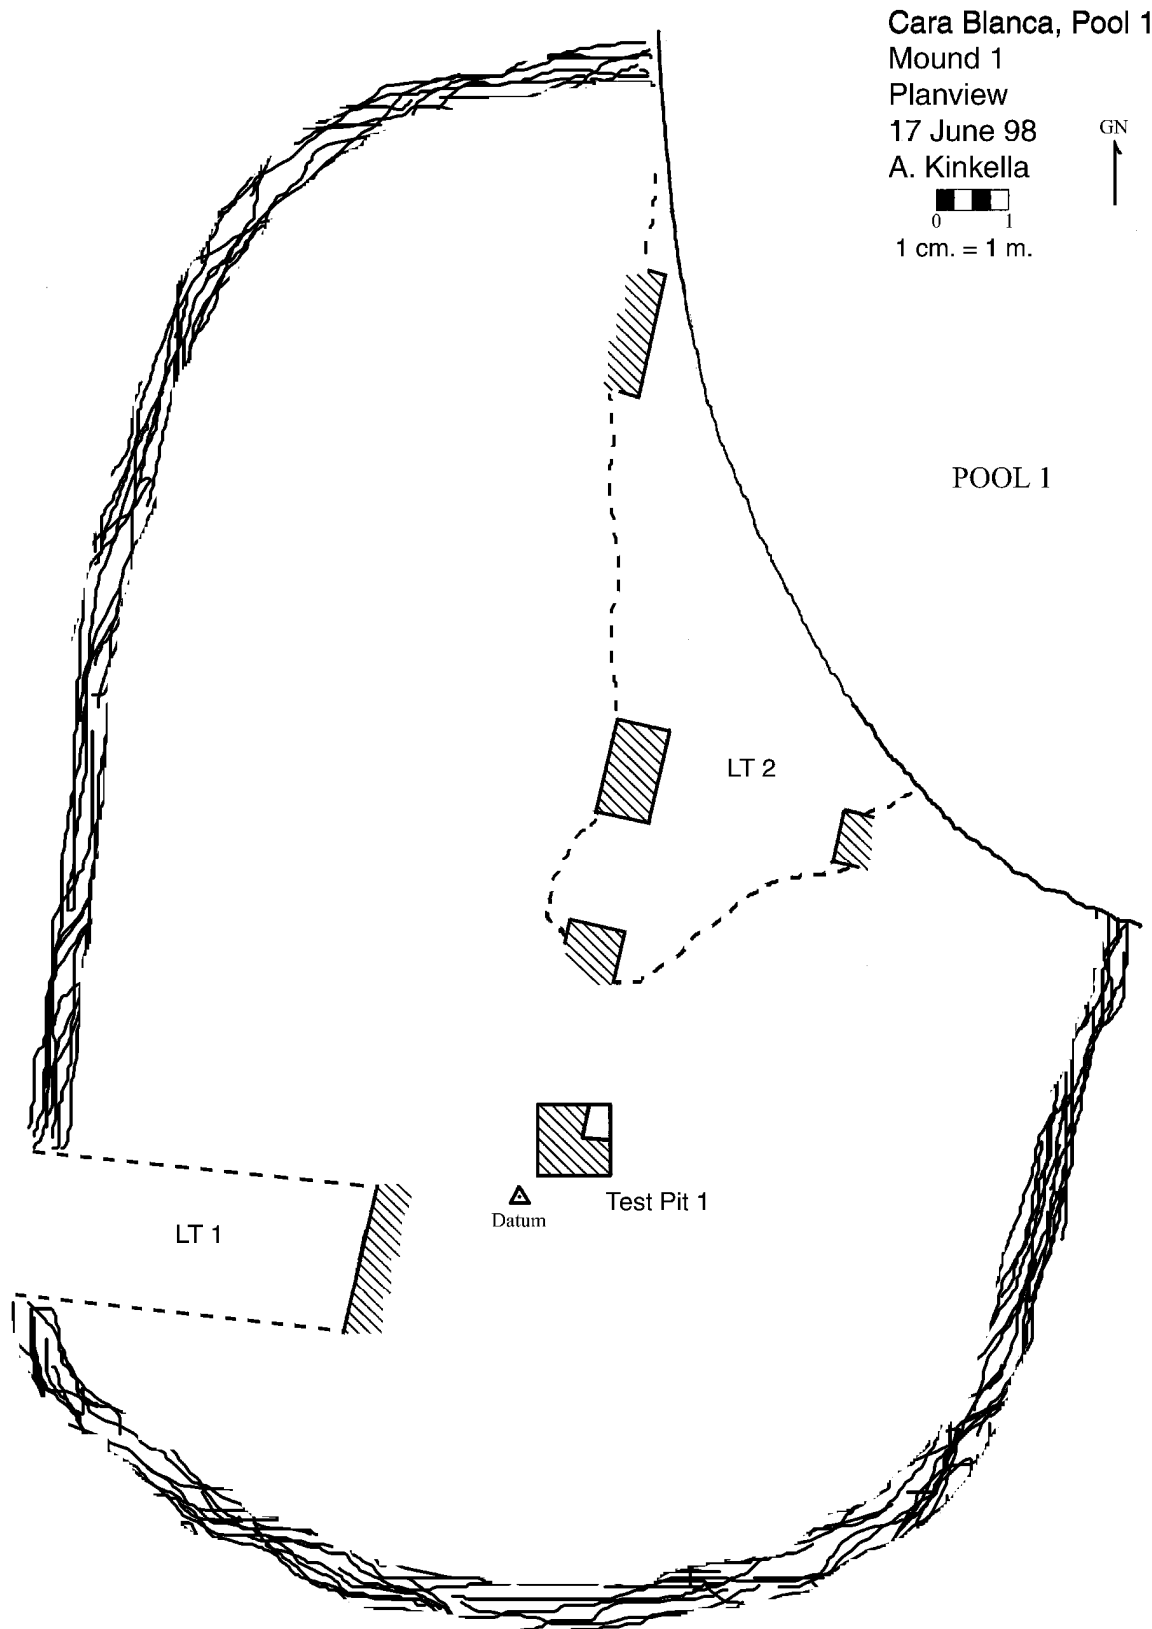 Cara Blanca, Pool 1
Mound 1
Planview
17 June 98
A. Kinkella
GN
0 1
1 cm. = 1 m.
POOL 1
LT 2
Test Pit 1
Datum
LT 1